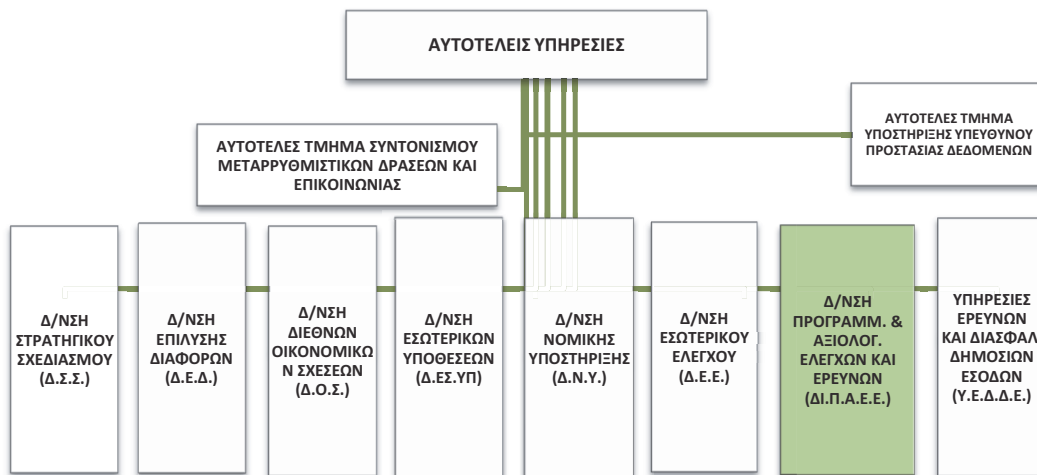 ΑΥΤΟΤΕΛΕΙΣ ΥΠΗΡΕΣΙΕΣ
ΑΥΤΟΤΕΛΕΣ ΤΜΗΜΑ ΣΥΝΤΟΝΙΣΜΟΥ
ΜΕΤΑΡΡΥΘΜΙΣΤΙΚΩΝ ΔΡΑΣΕΩΝ ΚΑΙ
ΕΠΙΚΟΙΝΩΝΙΑΣ
ΑΥΤΟΤΕΛΕΣ ΤΜΗΜΑ
ΥΠΟΣΤΗΡΙΞΗΣ ΥΠΕΥΘΥΝΟΥ
ΠΡΟΣΤΑΣΙΑΣ ΔΕΔΟΜΕΝΩΝ
Δ/ΝΣΗ
ΣΤΡΑΤΗΓΙΚΟΥ
ΣΧΕΔΙΑΣΜΟΥ
(Δ.Σ.Σ.)
Δ/ΝΣΗ
ΕΠΙΛΥΣΗΣ
ΔΙΑΦΟΡΩΝ
(Δ.Ε.Δ.)
Δ/ΝΣΗ
ΔΙΕΘΝΩΝ
ΟΙΚΟΝΟΜΙΚΩ
Ν ΣΧΕΣΕΩΝ
(Δ.Ο.Σ.)
Δ/ΝΣΗ
ΕΣΩΤΕΡΙΚΩΝ
ΥΠΟΘΕΣΕΩΝ
(Δ.ΕΣ.ΥΠ)
Δ/ΝΣΗ
ΝΟΜΙΚΗΣ
ΥΠΟΣΤΗΡΙΞΗΣ
(Δ.Ν.Υ.)
Δ/ΝΣΗ
ΕΣΩΤΕΡΙΚΟΥ
ΕΛΕΓΧΟΥ
(Δ.Ε.Ε.)
Δ/ΝΣΗ
ΠΡΟΓΡΑΜΜ. &
ΑΞΙΟΛΟΓ.
ΕΛΕΓΧΩΝ ΚΑΙ
ΕΡΕΥΝΩΝ
(ΔΙ.Π.Α.Ε.Ε.)
ΥΠΗΡΕΣΙΕΣ
ΕΡΕΥΝΩΝ
ΚΑΙ ΔΙΑΣΦΑΛ
ΔΗΜΟΣΙΩΝ
ΕΣΟΔΩΝ
(Υ.Ε.Δ.Δ.Ε.)